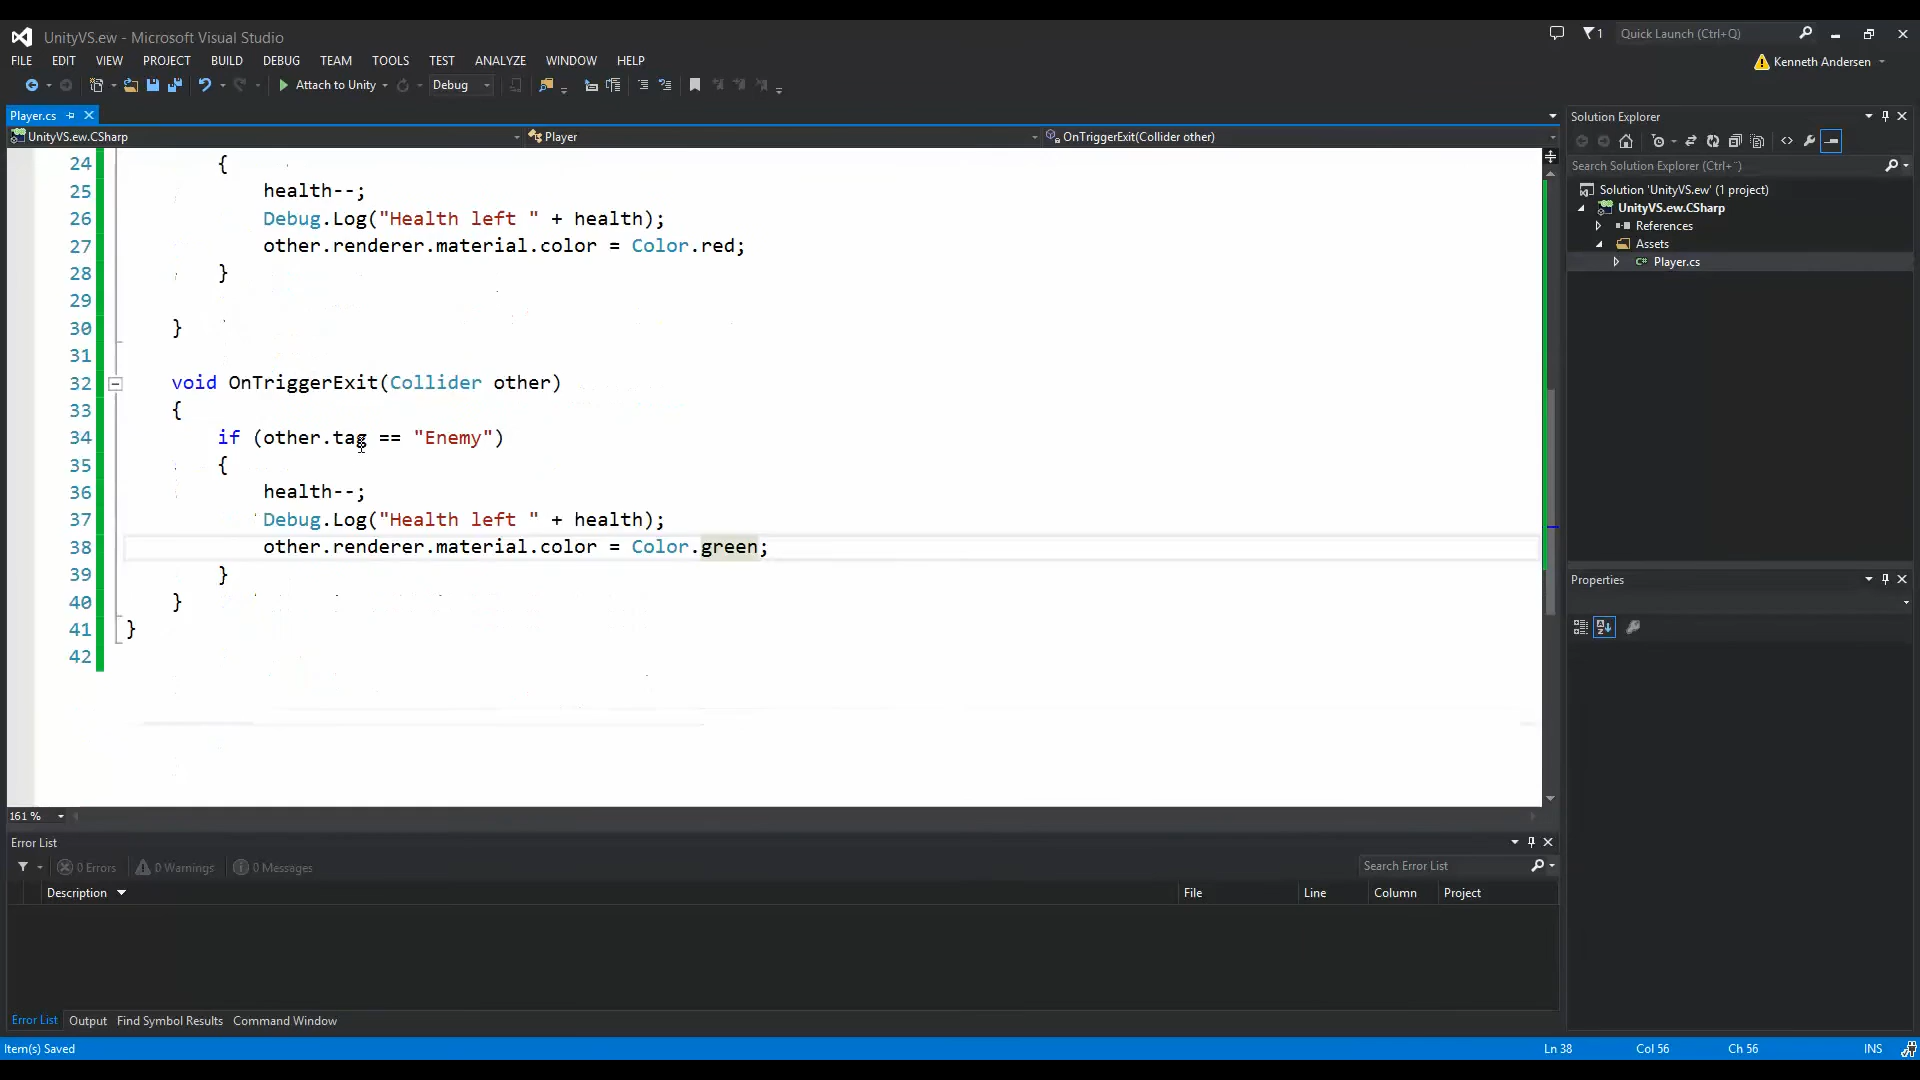 UnityVS.ew - Microsoft Visual Studio
1
Quick Launch (Ctrl+Q)
FILE EDIT VIEW PROJECT BUILD DEBUG TEAM TOOLS TEST ANALYZE WINDOW HELP
Kenneth Andersen
Attach to Unity
Debug
Player.cs
UnityVS.ew.CSharp
Player
OnTriggerExit(Collider other)
24 {
25 health--;
26 Debug.Log("Health left " + health);
27 other.renderer.material.color = Color.red;
28 }
29
30 }
31
32 void OnTriggerExit(Collider other)
33 {
34 if (other.tag == "Enemy")
35 {
36 health--;
37 Debug.Log("Health left " + health);
38 other.renderer.material.color = Color.green;
39 }
40 }
41 }
42
161 %
Solution Explorer
Search Solution Explorer (Ctrl+¨)
Solution 'UnityVS.ew' (1 project)
UnityVS.ew.CSharp
References
Assets
C# Player.cs
Properties
Error List
0 Errors
0 Warnings
0 Messages
Search Error List
Description File Line Column Project
Error List Output Find Symbol Results Command Window
Item(s) Saved
Ln 38 Col 56 Ch 56 INS